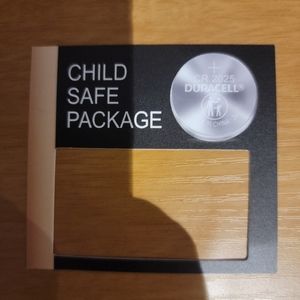 CHILD
SAFE
PACKAGE
CR 2025
DURACELL®